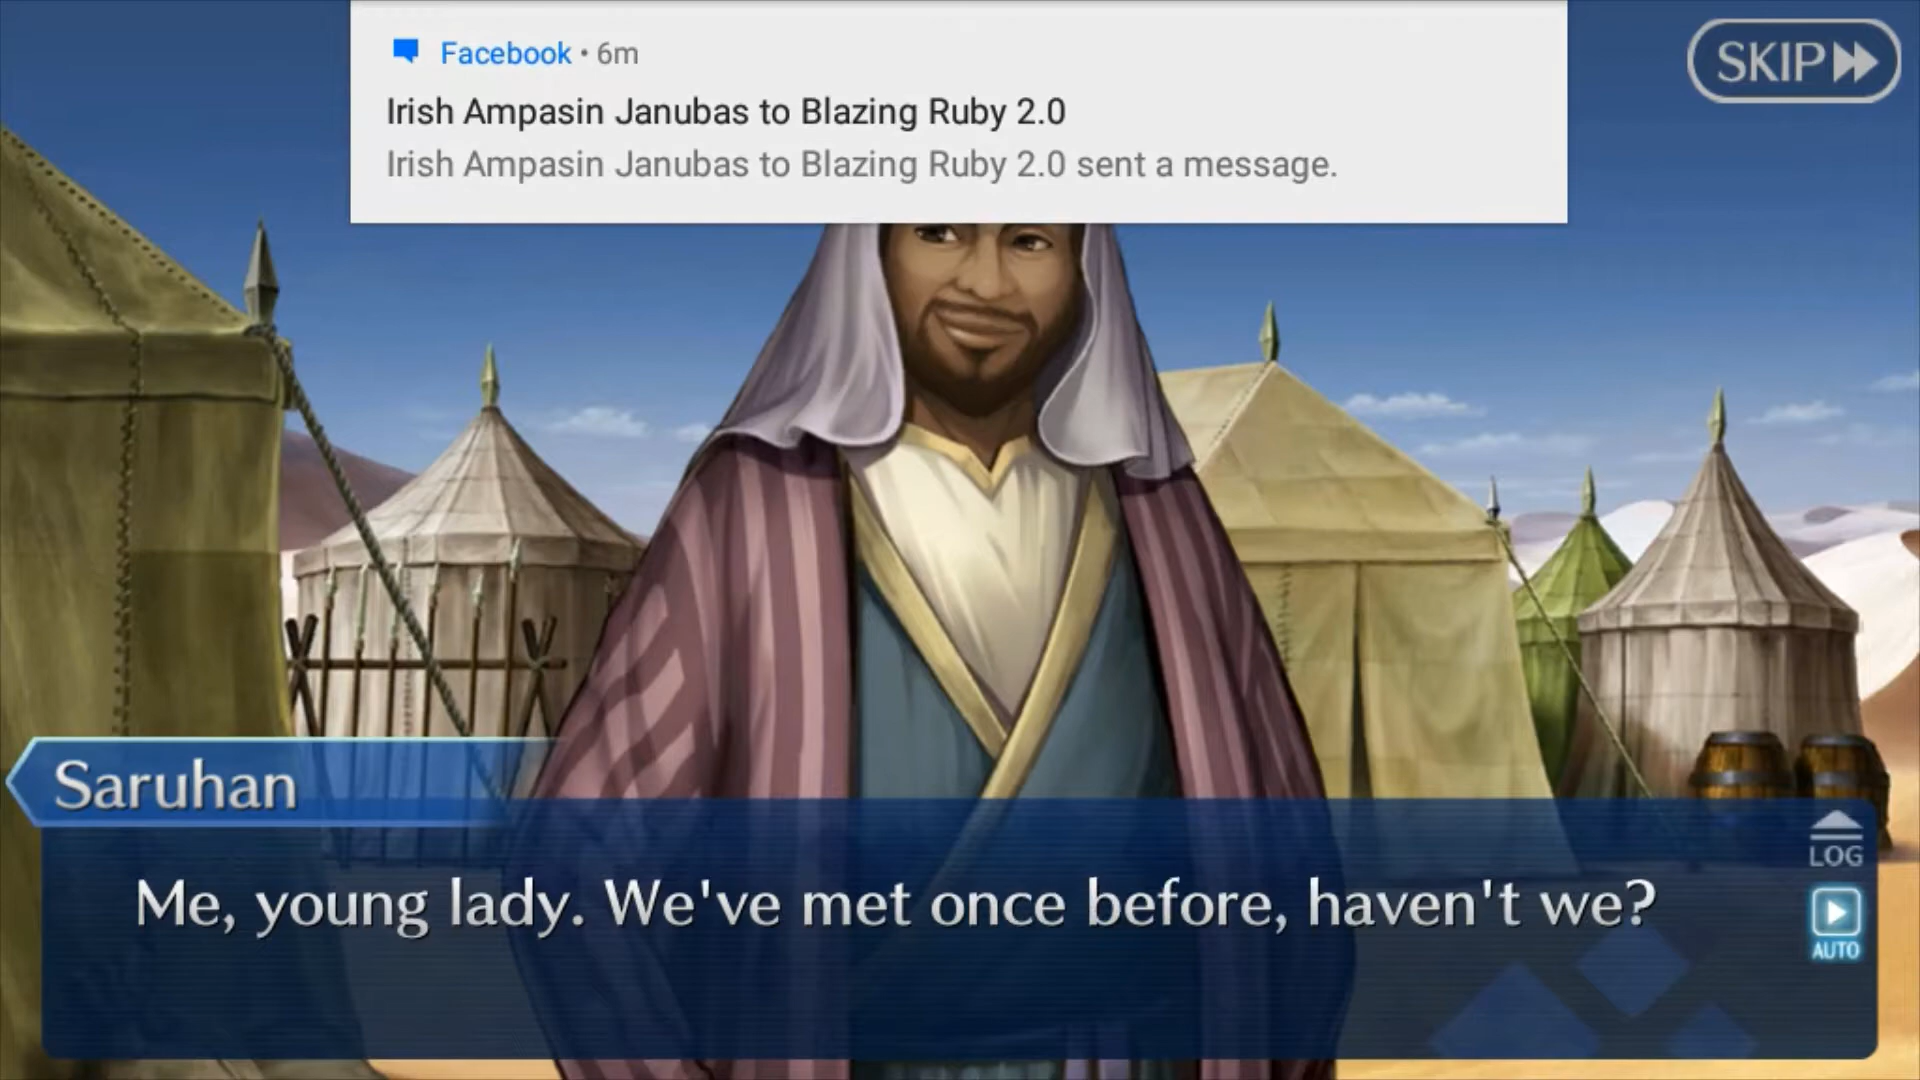 Facebook • 6m
SKIP
Irish Ampasin Janubas to Blazing Ruby 2.0
Irish Ampasin Janubas to Blazing Ruby 2.0 sent a message.
Saruhan
LOG
Me, young lady. We've met once before, haven't we?
AUTO